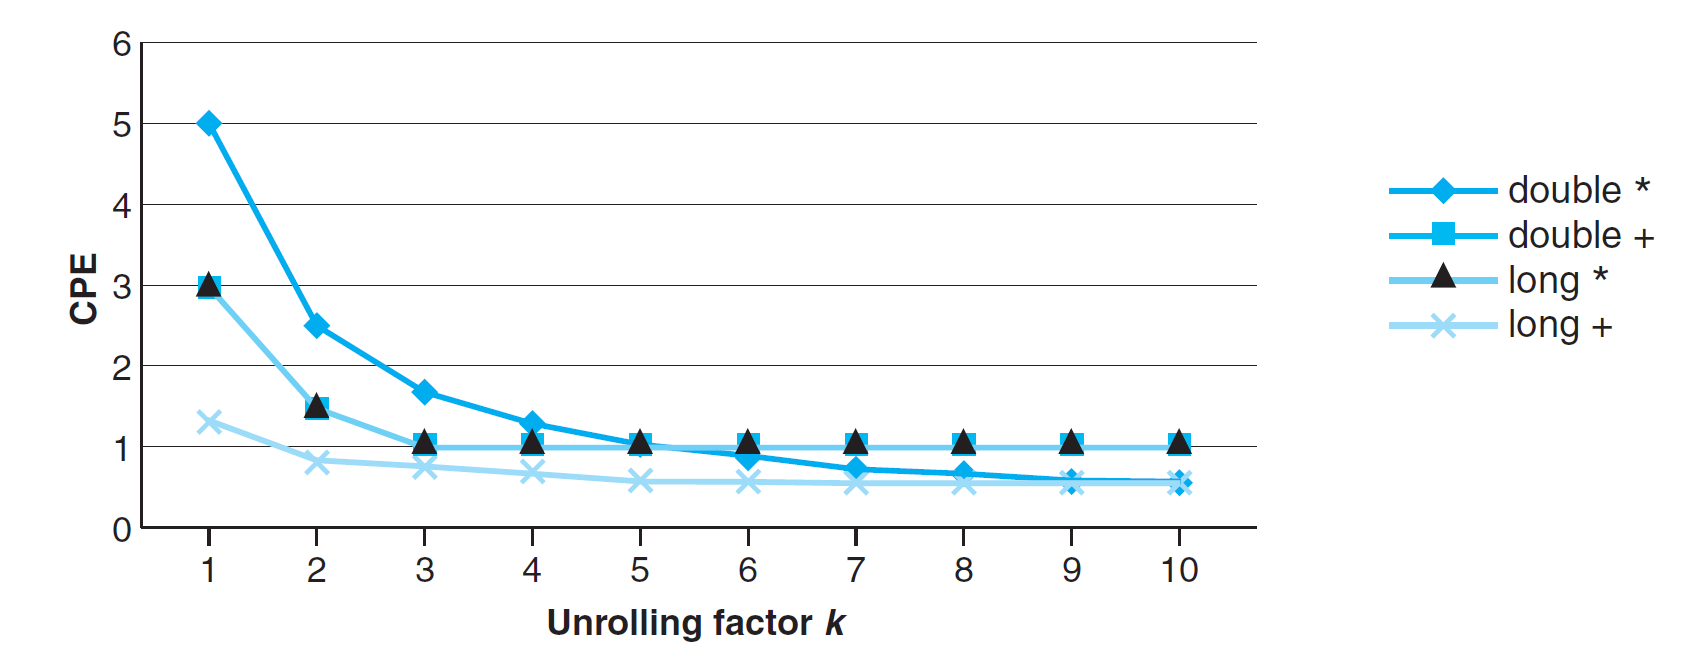 6
5
4
3
2
1
0
CPE
1 2 3 4 5 6 7 8 9 10
Unrolling factor k
double *
double +
long *
long +